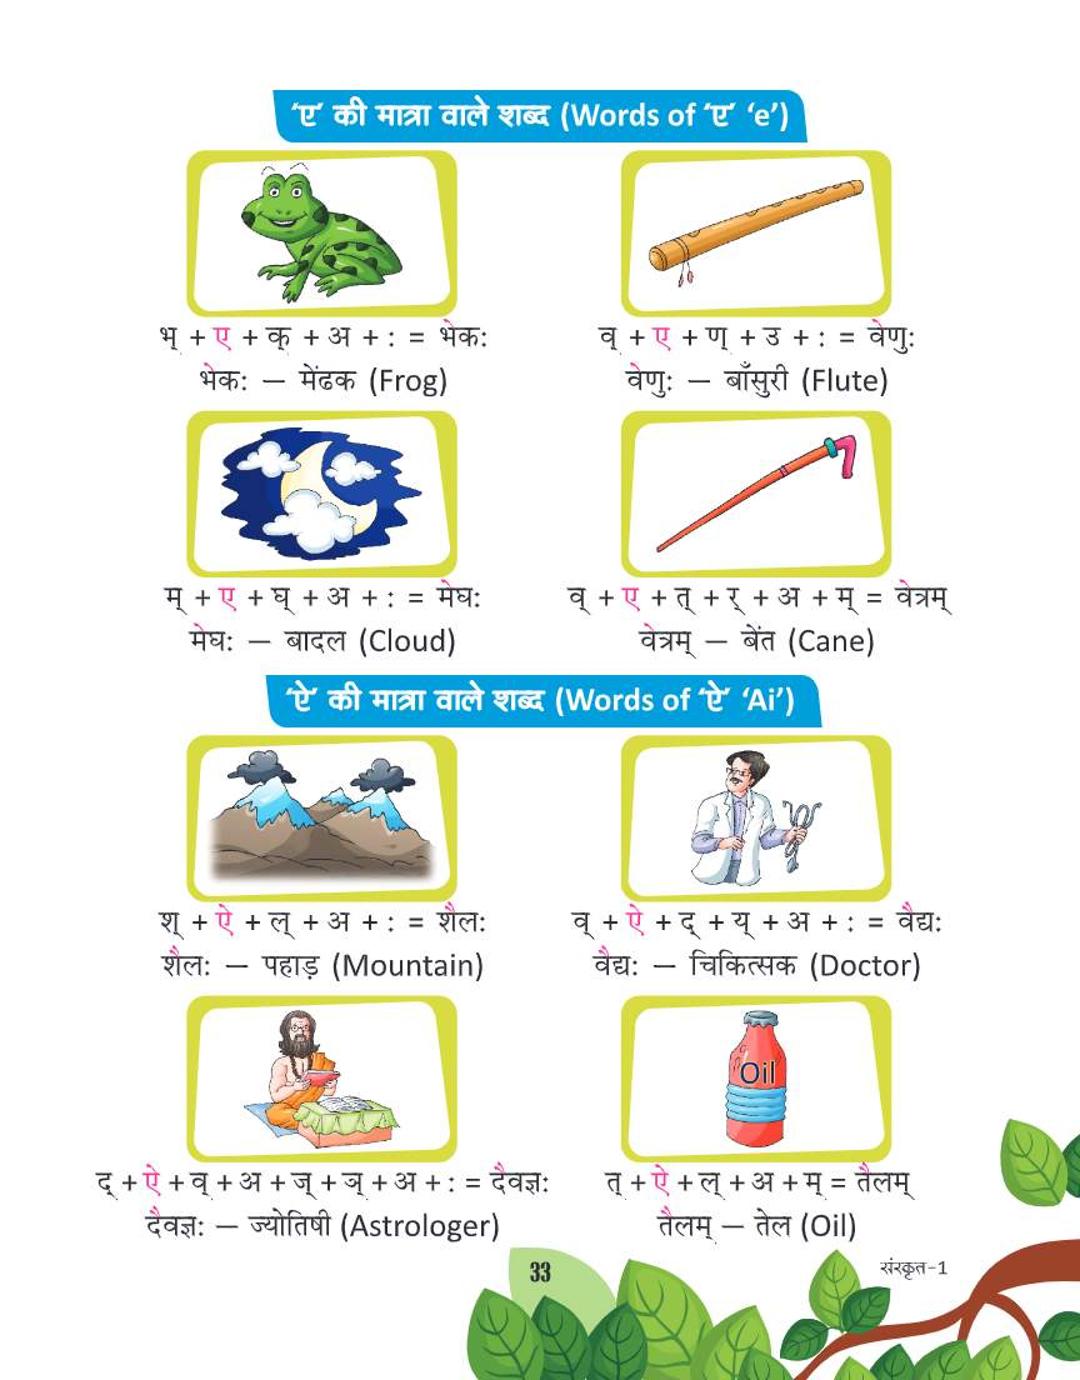 'ए' की मात्रा वाले शब्द (Words of 'ए' 'e')
भ् + ए + क् + अ + : = भेक:
व् + ए + ण् + उ + : = वेणु:
भेक: — मेंढक (Frog)
वेणु: — बाँसुरी (Flute)
म् + ए + घ् + अ + : = मेघ:
व् + ए + त् + र् + अ + म् = वेत्रम्
मेघ: — बादल (Cloud)
वेत्रम् — बेंत (Cane)
'ऐ' की मात्रा वाले शब्द (Words of 'ऐ' 'Ai')
श् + ऐ + ल् + अ + : = शैल:
व् + ऐ + द् + य् + अ + : = वैद्य:
शैल: — पहाड़ (Mountain)
वैद्य: — चिकित्सक (Doctor)
Oil
द् + ऐ + व् + अ + ज् + ञ् + अ + : = दैवज्ञ:
त् + ऐ + ल् + अ + म् = तैलम्
दैवज्ञ: — ज्योतिषी (Astrologer)
तैलम् — तेल (Oil)
33
संस्कृत-1